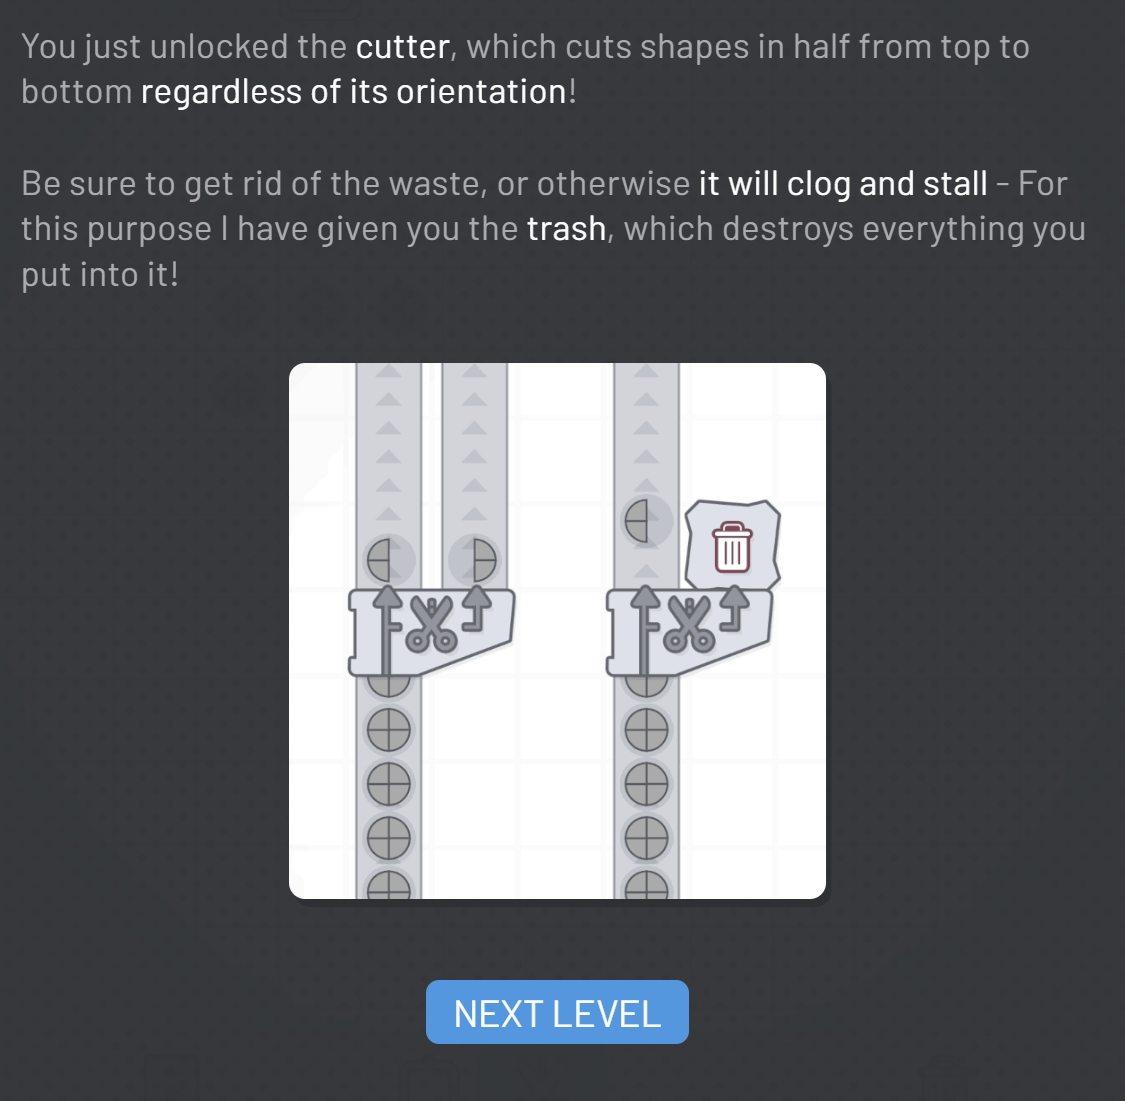 You just unlocked the cutter, which cuts shapes in half from top to
bottom regardless of its orientation!
Be sure to get rid of the waste, or otherwise it will clog and stall - For
this purpose I have given you the trash, which destroys everything you
put into it!
NEXT LEVEL